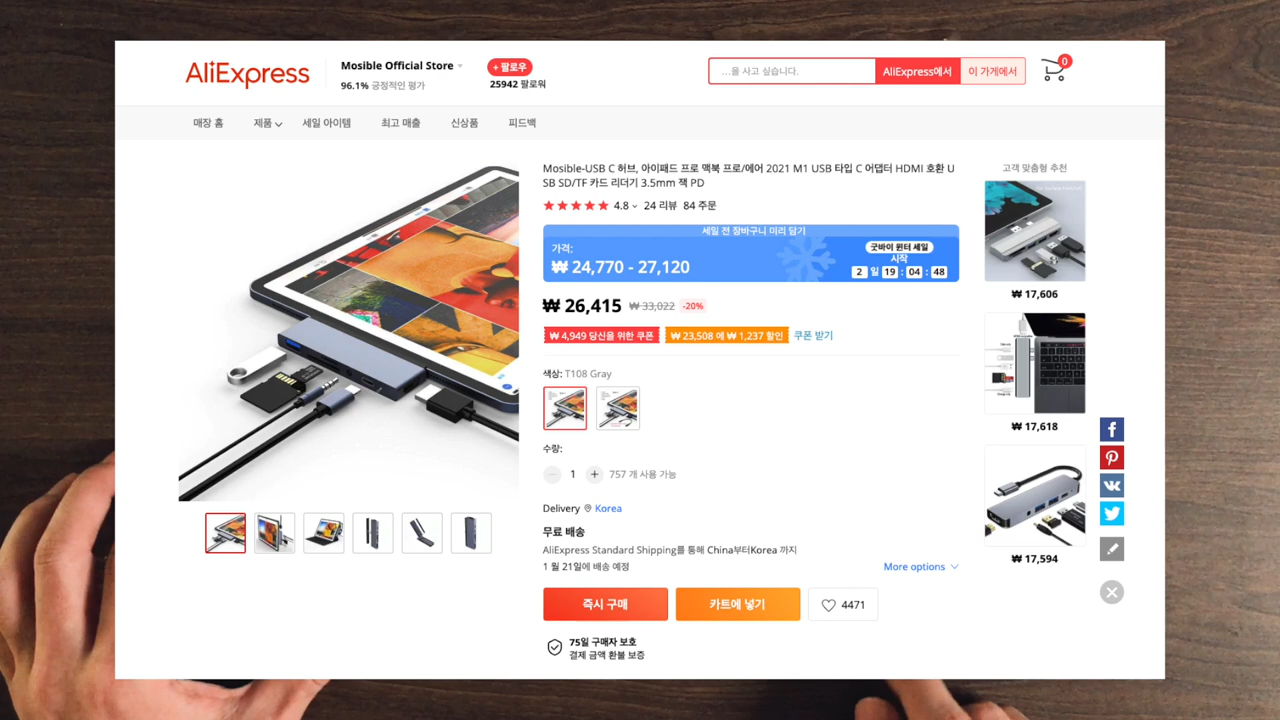 AliExpress
Mosible Official Store
96.1% 긍정적인 평가
+ 팔로우
25942 팔로워
...을 사고 싶습니다.
AliExpress에서
이 가게에서
0
매장 홈
제품
세일 아이템
최고 매출
신상품
피드백
Mosible-USB C 허브, 아이패드 프로 맥북 프로/에어 2021 M1 USB 타입 C 어댑터 HDMI 호환 U
SB SD/TF 카드 리더기 3.5mm 잭 PD
4.8
24 리뷰
84 주문
세일 전 장바구니 미리 담기
가격:
₩ 24,770 - 27,120
굿바이 윈터 세일
시작
2 일 19 : 04 : 48
₩ 26,415 ₩ 33,022 -20%
₩ 4,949 당신을 위한 쿠폰
₩ 23,508 에 ₩ 1,237 할인
쿠폰 받기
색상: T108 Gray
수량:
1
757 개 사용 가능
Delivery
Korea
무료 배송
AliExpress Standard Shipping를 통해 China부터Korea 까지
1 월 21일에 배송 예정
More options
즉시 구매
카트에 넣기
4471
75일 구매자 보호
결제 금액 환불 보증
고객 맞춤형 추천
₩ 17,606
₩ 17,618
₩ 17,594